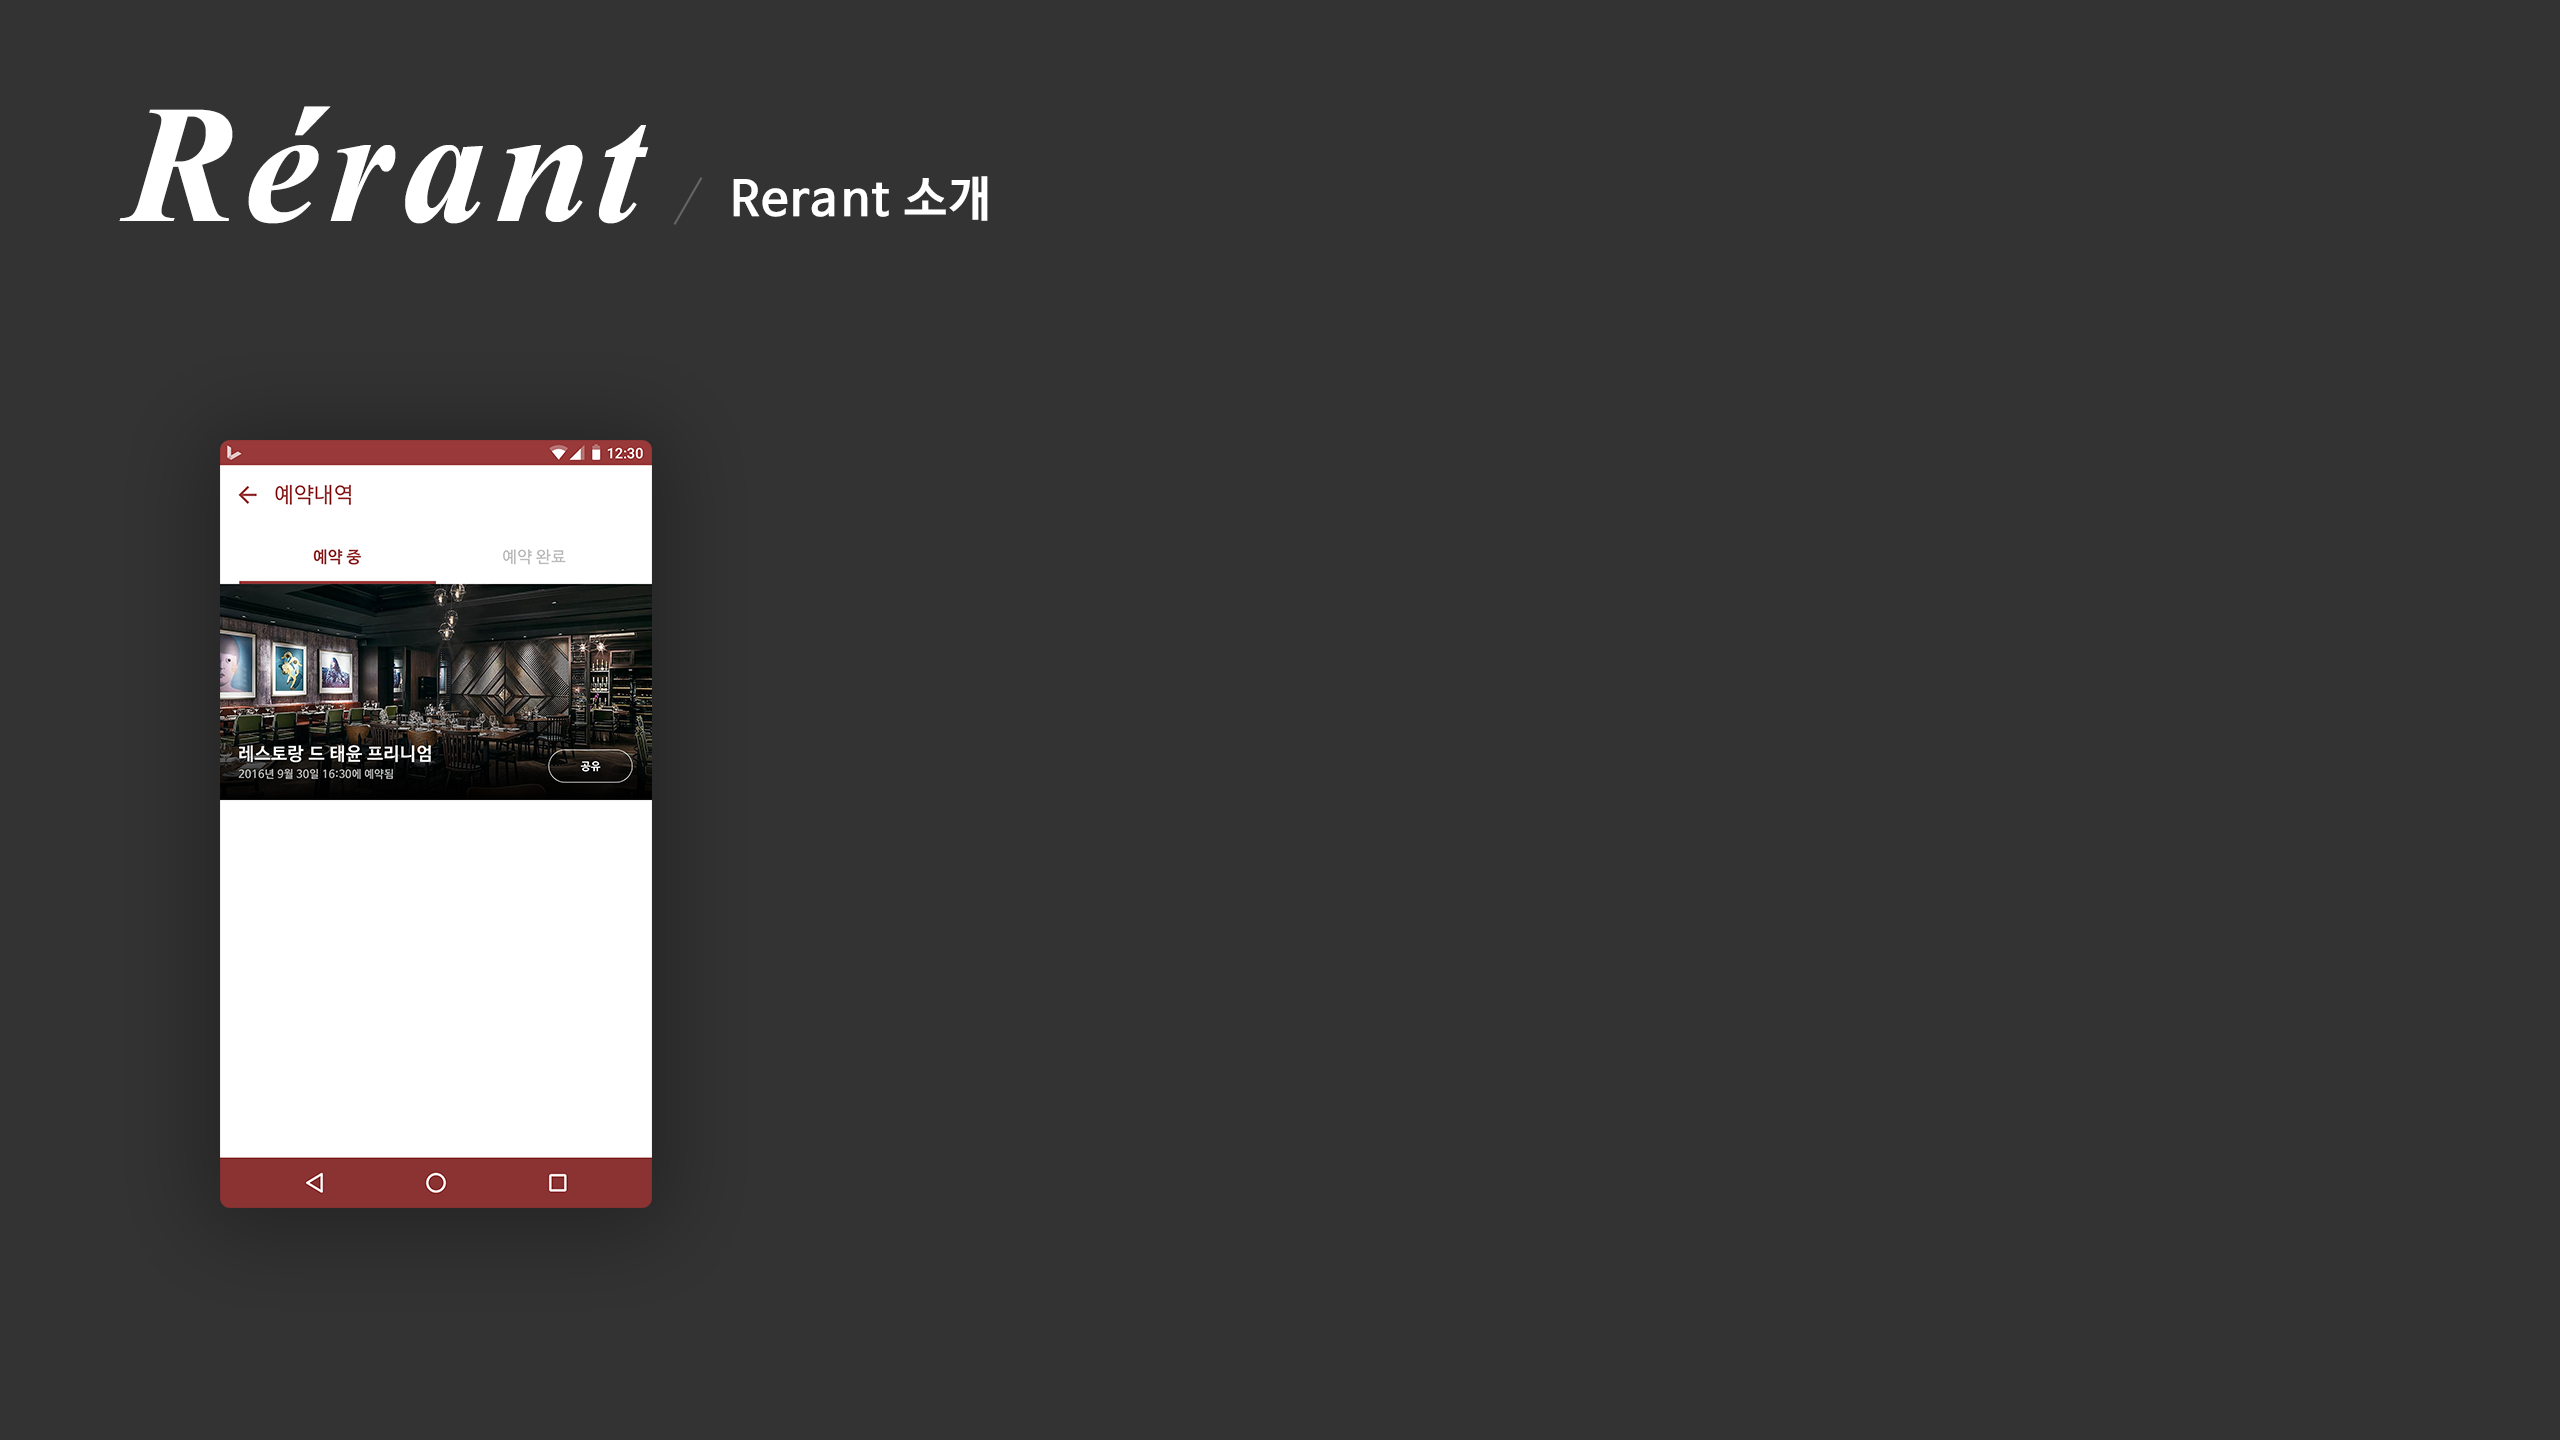 Rérant / Rerant 소개
12:30
예약내역
예약 중 예약 완료
레스토랑 드 태윤 프리니엄
2016년 9월 30일 16:30에 예약됨
공유